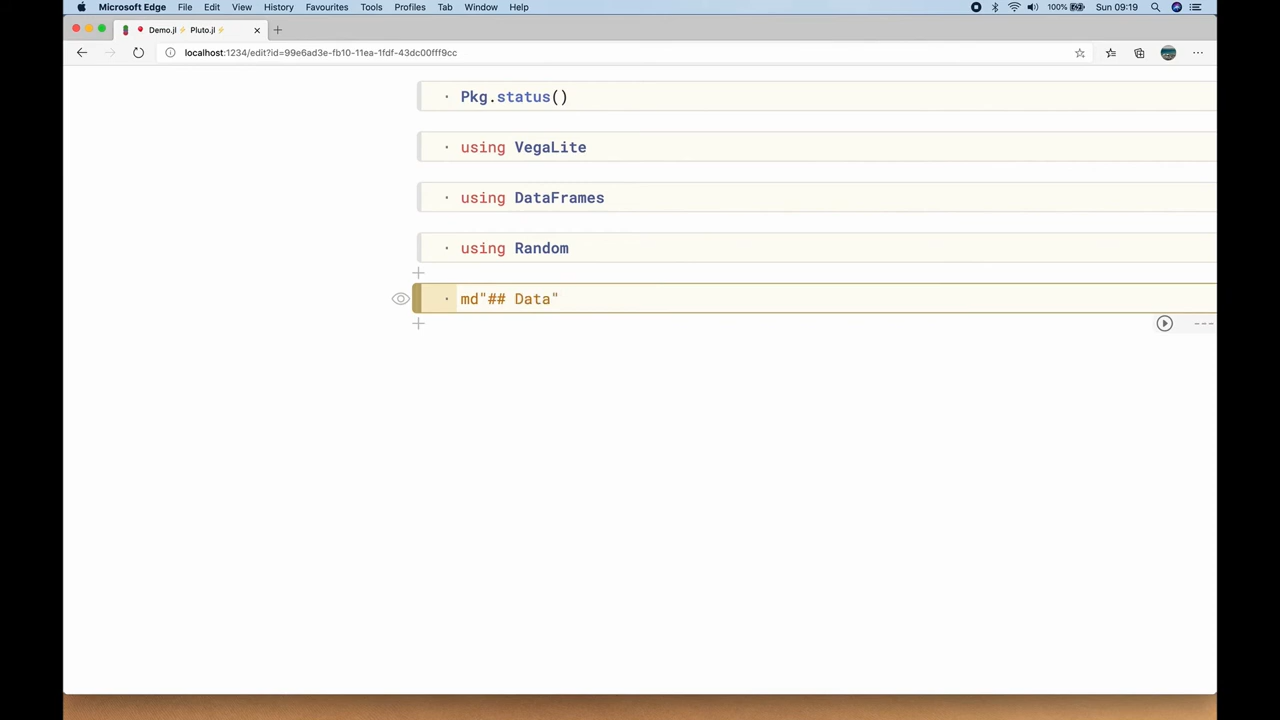 Microsoft Edge File Edit View History Favourites Tools Profiles Tab Window Help 100% Sun 09:19
Demo.jl ⚡ Pluto.jl ⚡
localhost:1234/edit?id=99e6ad3e-fb10-11ea-1fdf-43dc00fff9cc
Pkg.status()
using VegaLite
using DataFrames
using Random
md"## Data"